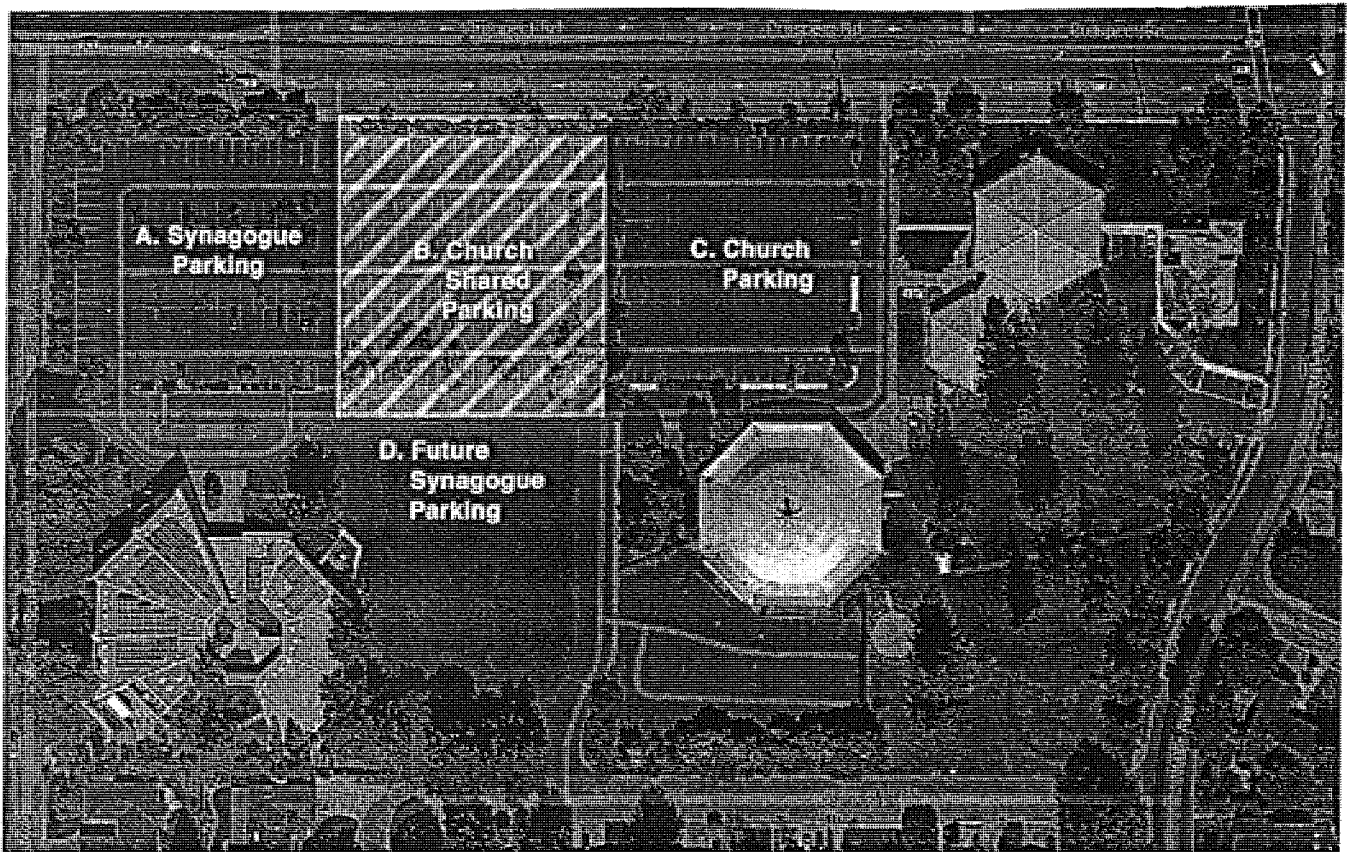 A. Synagogue
Parking
B. Church
Shared
Parking
C. Church
Parking
D. Future
Synagogue
Parking